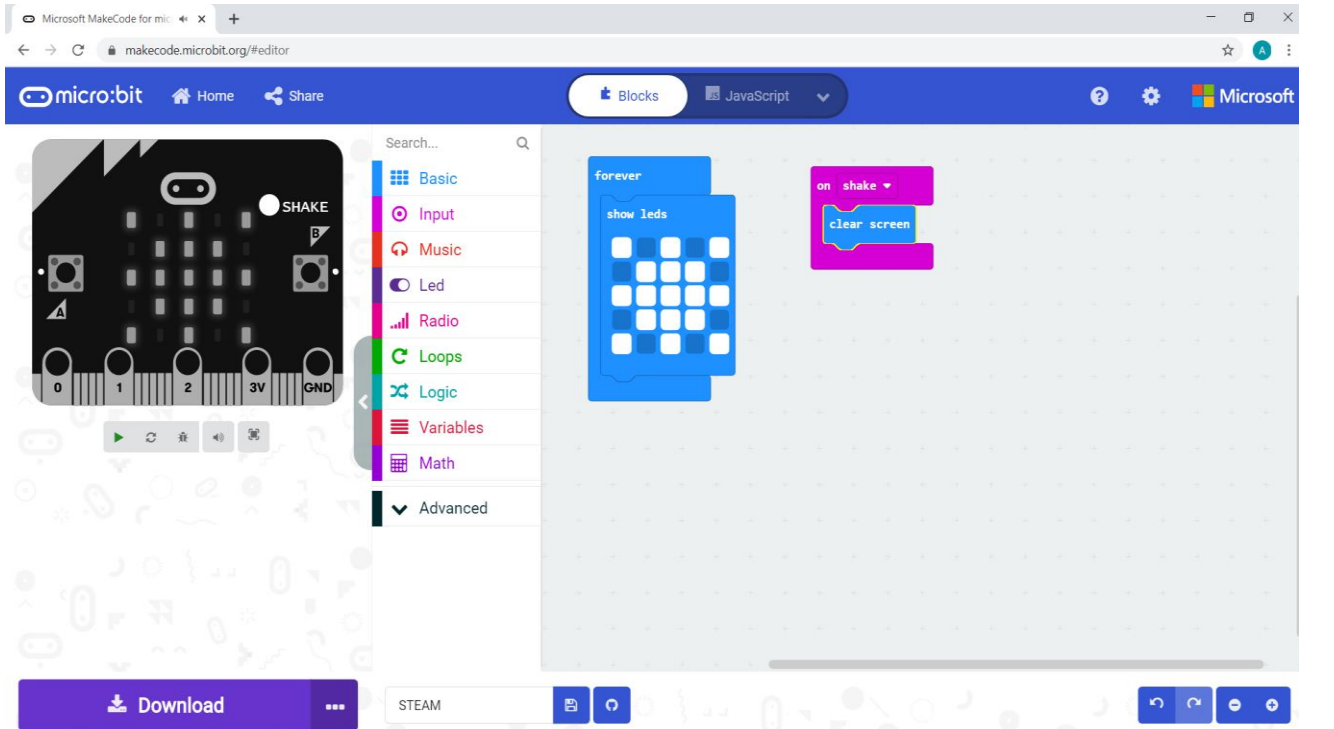 Microsoft MakeCode for mic
makecode.microbit.org/#editor
A
micro:bit
Home
Share
Blocks
JS
JavaScript
Microsoft
SHAKE
B
A
0
1
2
3V
GND
Search...
Basic
Input
Music
Led
Radio
Loops
Logic
Variables
Math
Advanced
forever
show leds
on shake
clear screen
Download
STEAM